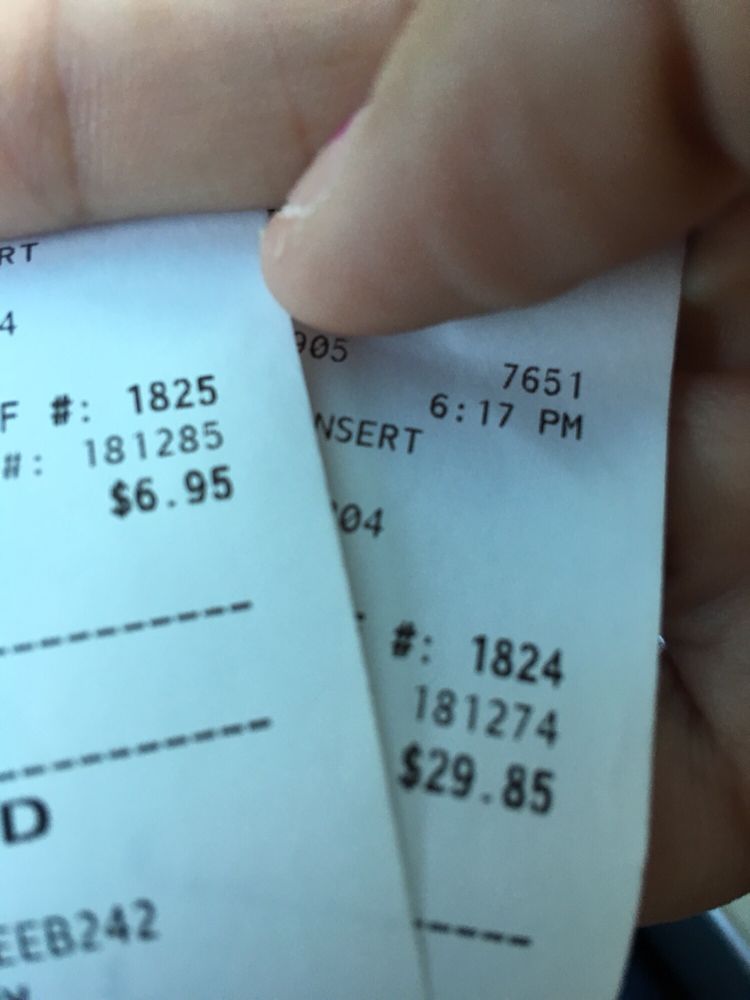 RT
4
F #: 1825
#: 181285
$6.95
D
EEB242
905
7651
6:17 PM
NSERT
04
#: 1824
181274
$29.85